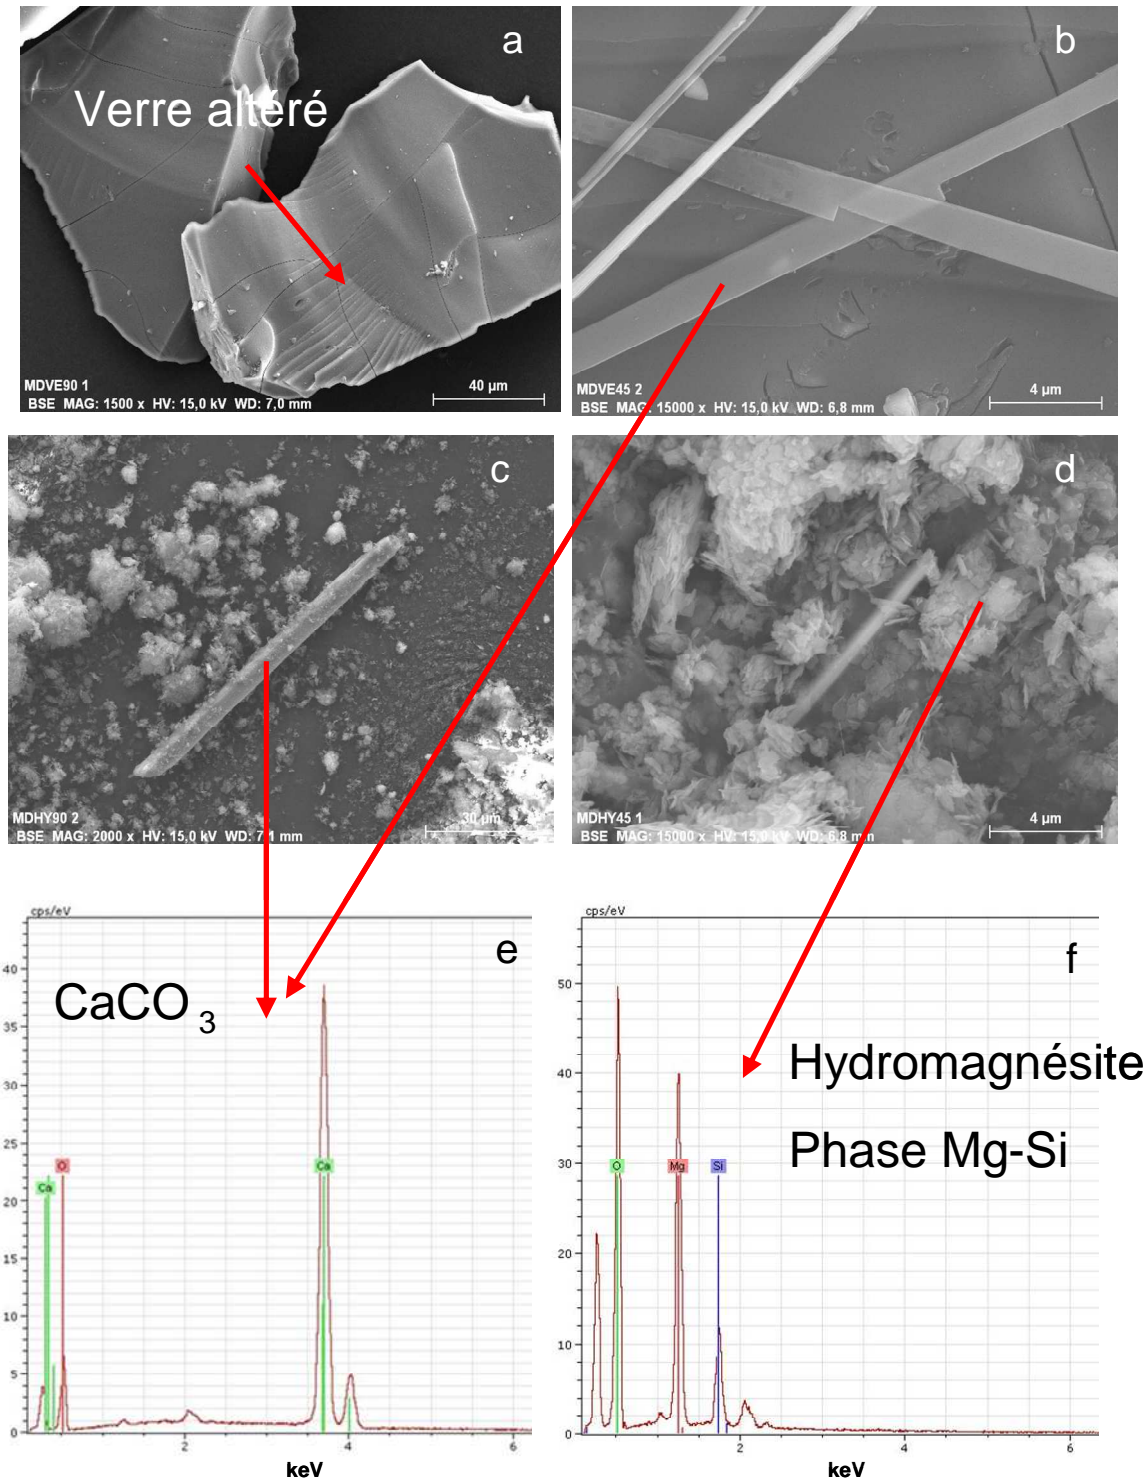 a
Verre altéré
MDVE90 1
BSE MAG: 1500 x HV: 15,0 kV WD: 7,0 mm
40 µm
b
MDVE45 2
BSE MAG: 15000 x HV: 15,0 kV WD: 6,8 mm
4 µm
c
MDHY90 2
BSE MAG: 2000 x HV: 15,0 kV WD: 7,1 mm
30 µm
d
MDHY45 1
BSE MAG: 15000 x HV: 15,0 kV WD: 6,8 mm
4 µm
cps/eV
e
CaCO3
40
35
30
25
20
15
10
5
0
Ca
O
Ca
2
4
6
keV
cps/eV
f
Hydromagnésite
Phase Mg-Si
50
40
30
20
10
0
O
Mg
Si
2
4
6
keV